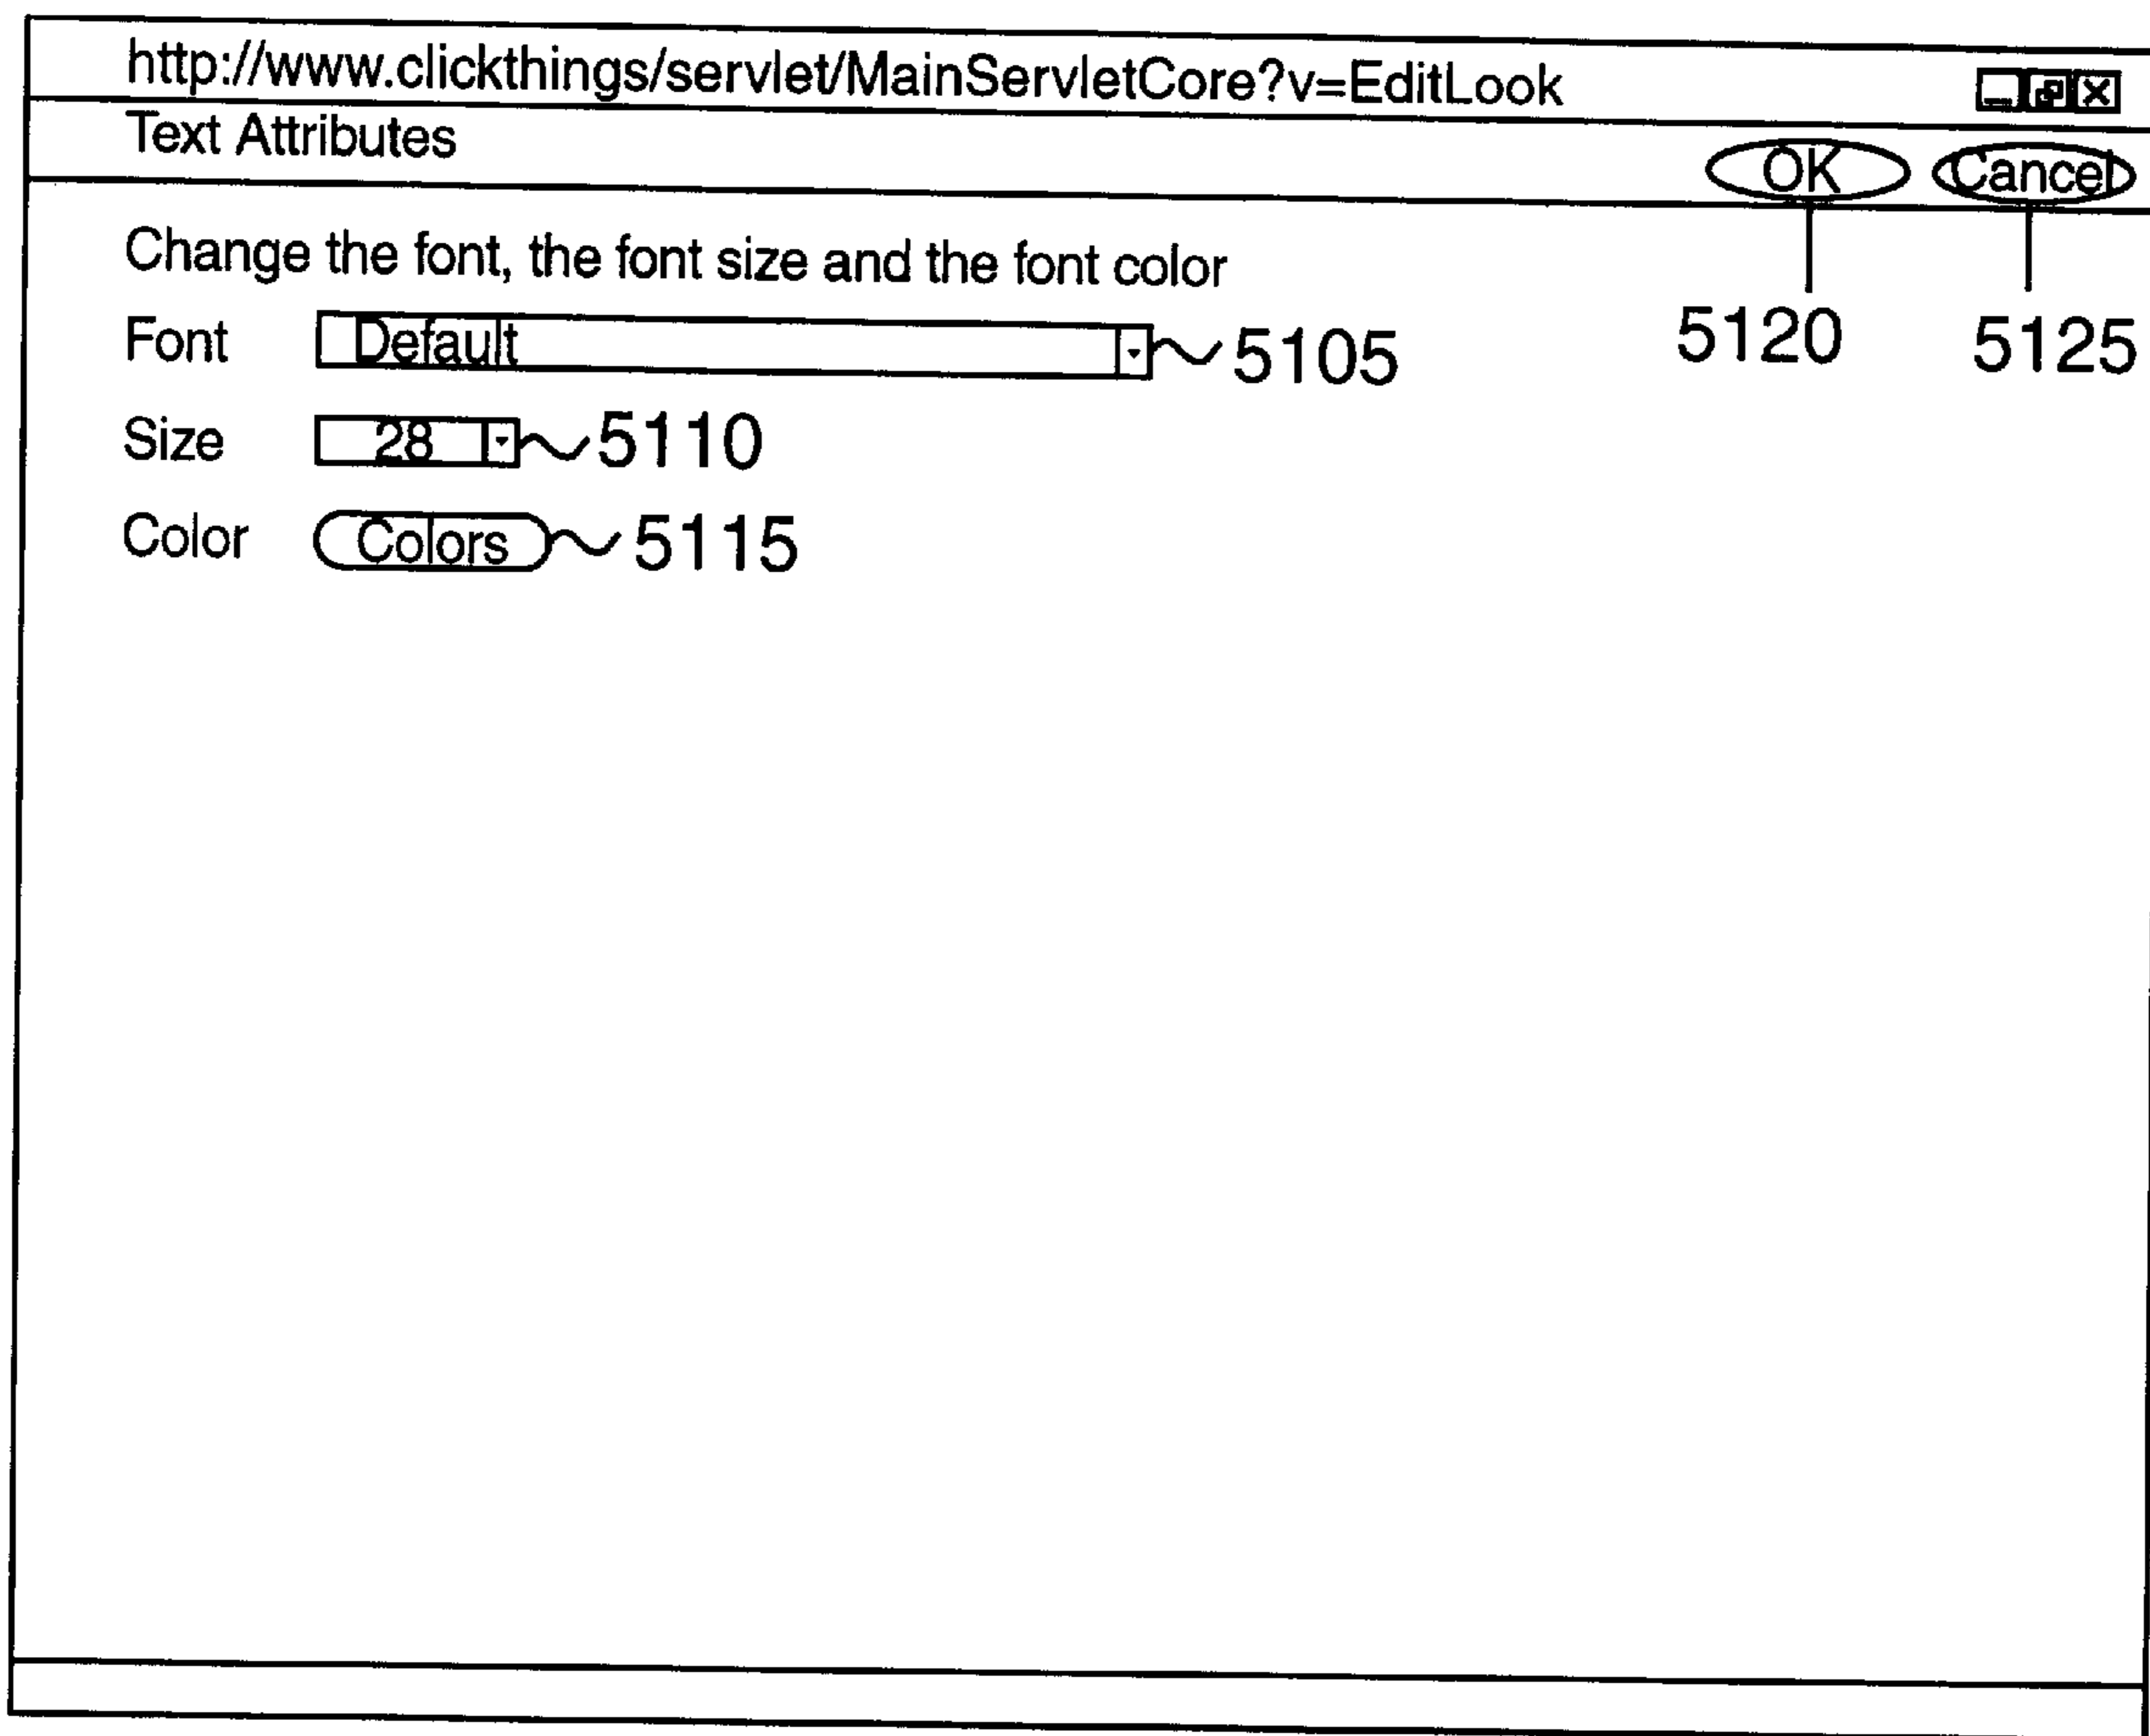 http://www.clickthings/servlet/MainServletCore?v=EditLook
Text Attributes
OK Cancel
Change the font, the font size and the font color
5120 5125
Font Default 5105
Size 28 5110
Color Colors 5115